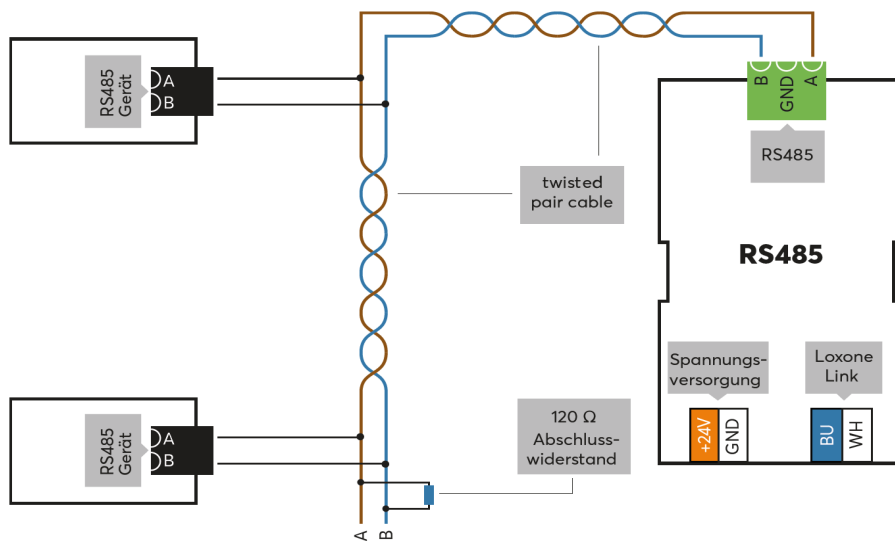 RS485
Gerät
A
B
B
GND
A
RS485
twisted
pair cable
RS485
Spannungs-
versorgung
Loxone
Link
+24V
GND
BU
WH
120 Ω
Abschluss-
widerstand
RS485
Gerät
A
B
A
B